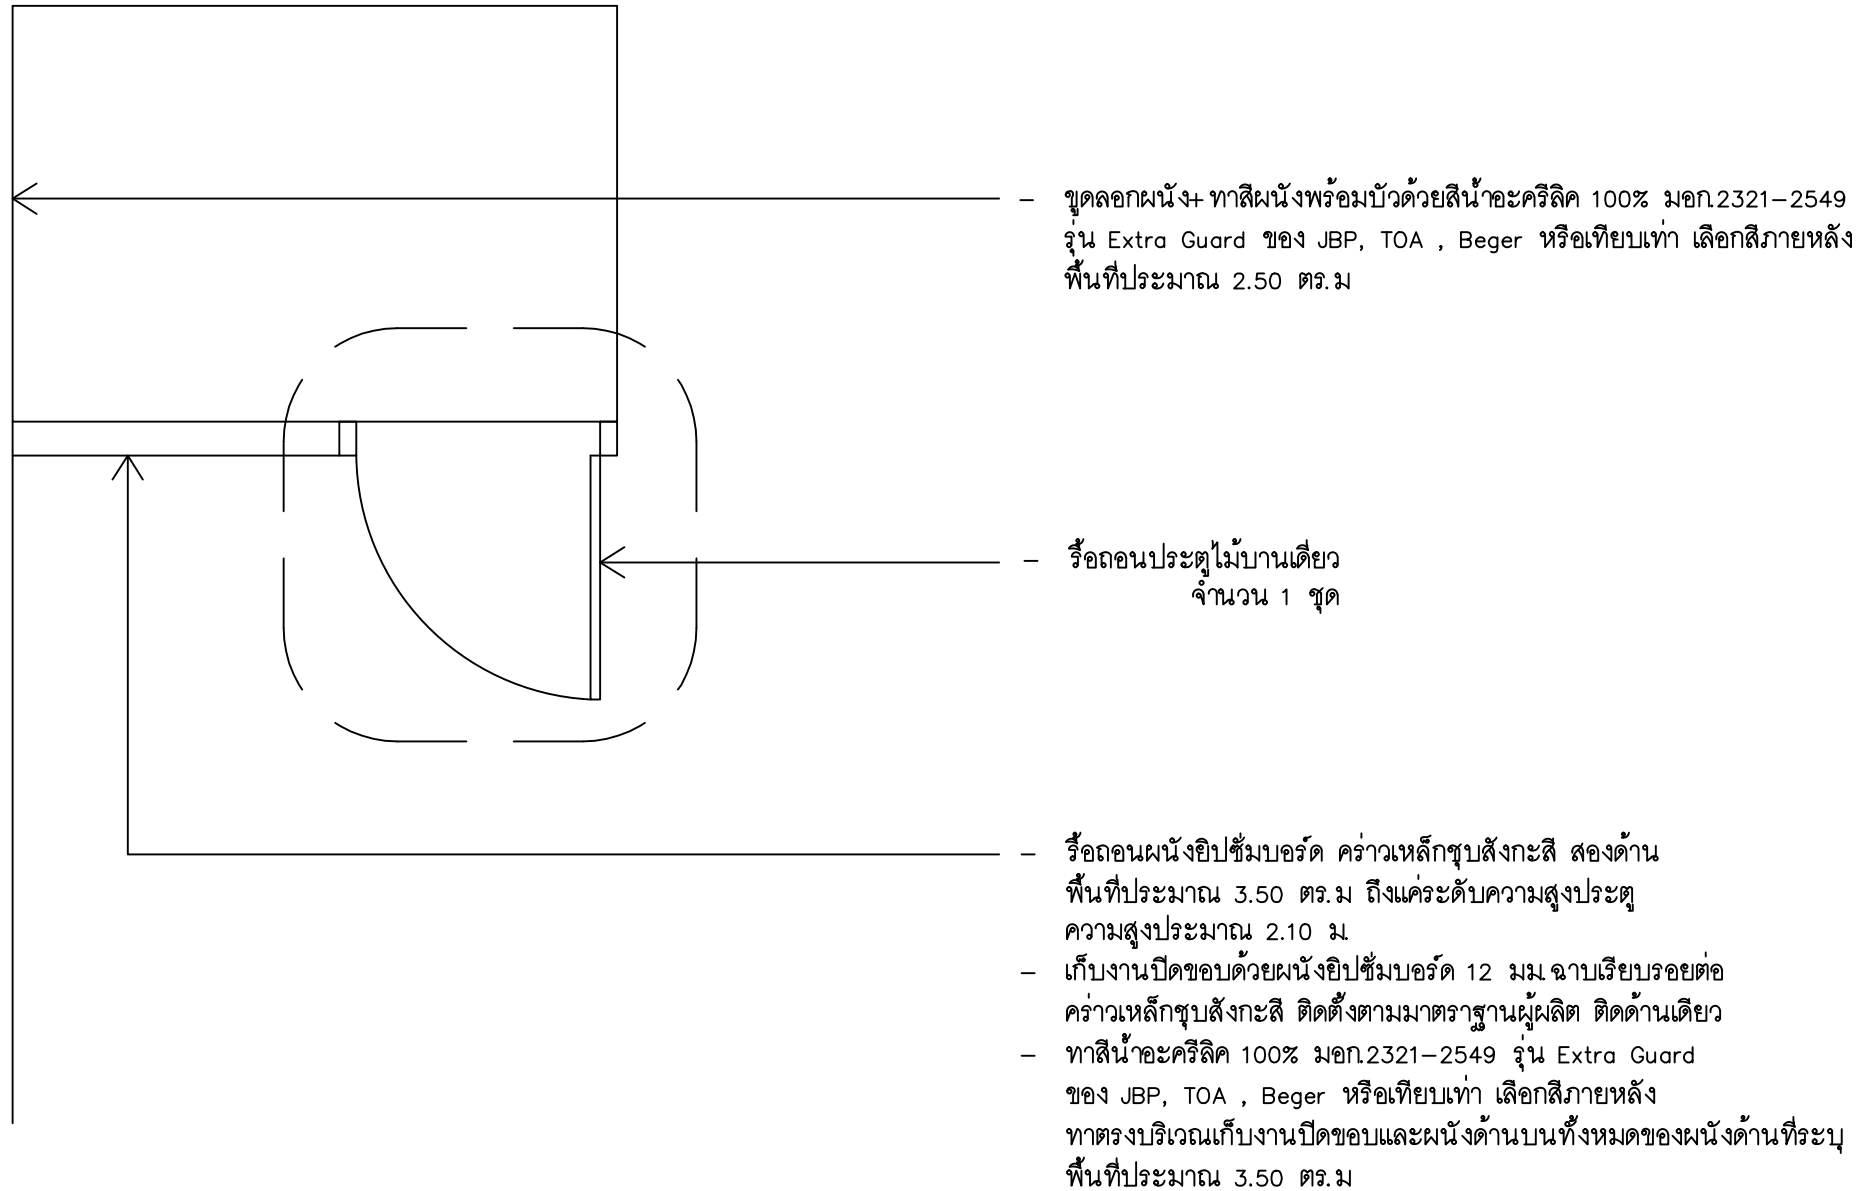 - ขูดลอกผนัง+ทาสีผนังพร้อมบัวด้วยสีน้ำอะครีลิค 100% มอก.2321-2549
รุ่น Extra Guard ของ JBP, TOA , Beger หรือเทียบเท่า เลือกสีภายหลัง
พื้นที่ประมาณ 2.50 ตร.ม
- รื้อถอนประตูไม้บานเดี่ยว
จำนวน 1 ชุด
- รื้อถอนผนังยิปซั่มบอร์ด คร่าวเหล็กชุบสังกะสี สองด้าน
พื้นที่ประมาณ 3.50 ตร.ม ถึงแค่ระดับความสูงประตู
ความสูงประมาณ 2.10 ม.
- เก็บงานปิดขอบด้วยผนังยิปซั่มบอร์ด 12 มม.ฉาบเรียบรอยต่อ
คร่าวเหล็กชุบสังกะสี ติดตั้งตามมาตราฐานผู้ผลิต ติดด้านเดียว
- ทาสีน้ำอะครีลิค 100% มอก.2321-2549 รุ่น Extra Guard
ของ JBP, TOA , Beger หรือเทียบเท่า เลือกสีภายหลัง
ทาตรงบริเวณเก็บงานปิดขอบและผนังด้านบนทั้งหมดของผนังด้านที่ระบุ
พื้นที่ประมาณ 3.50 ตร.ม